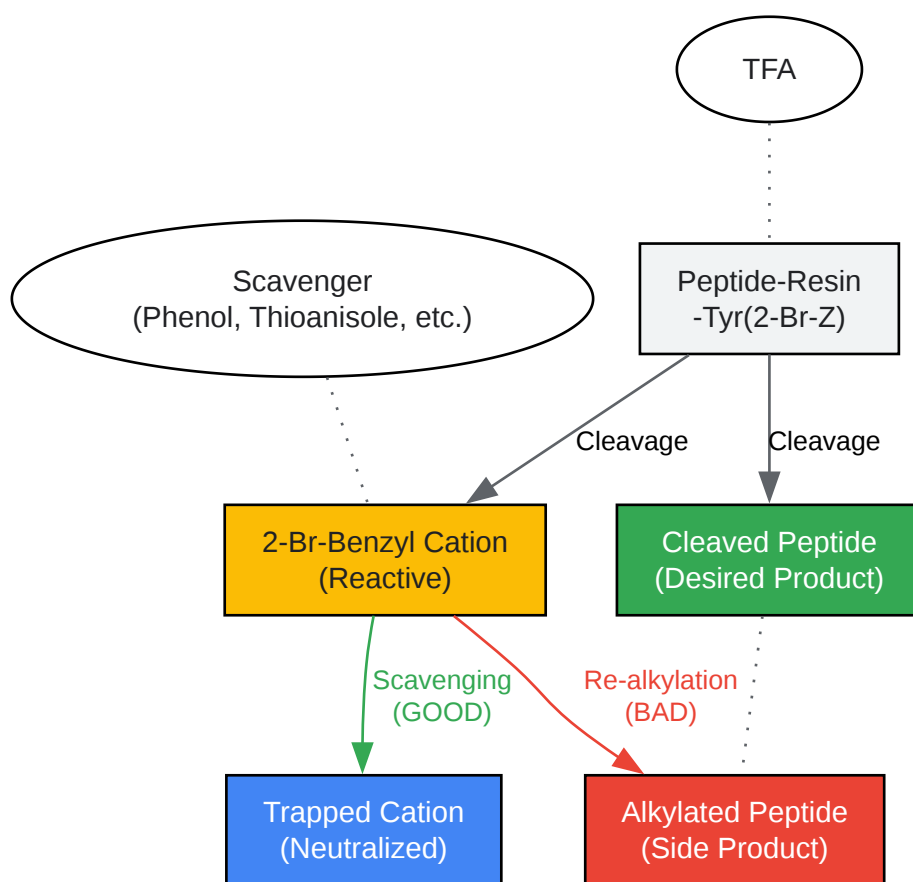 TFA
Scavenger
(Phenol, Thioanisole, etc.)
Peptide-Resin
-Tyr(2-Br-Z)
Cleavage
Cleavage
2-Br-Benzyl Cation
(Reactive)
Cleaved Peptide
(Desired Product)
Scavenging
(GOOD)
Re-alkylation
(BAD)
Trapped Cation
(Neutralized)
Alkylated Peptide
(Side Product)